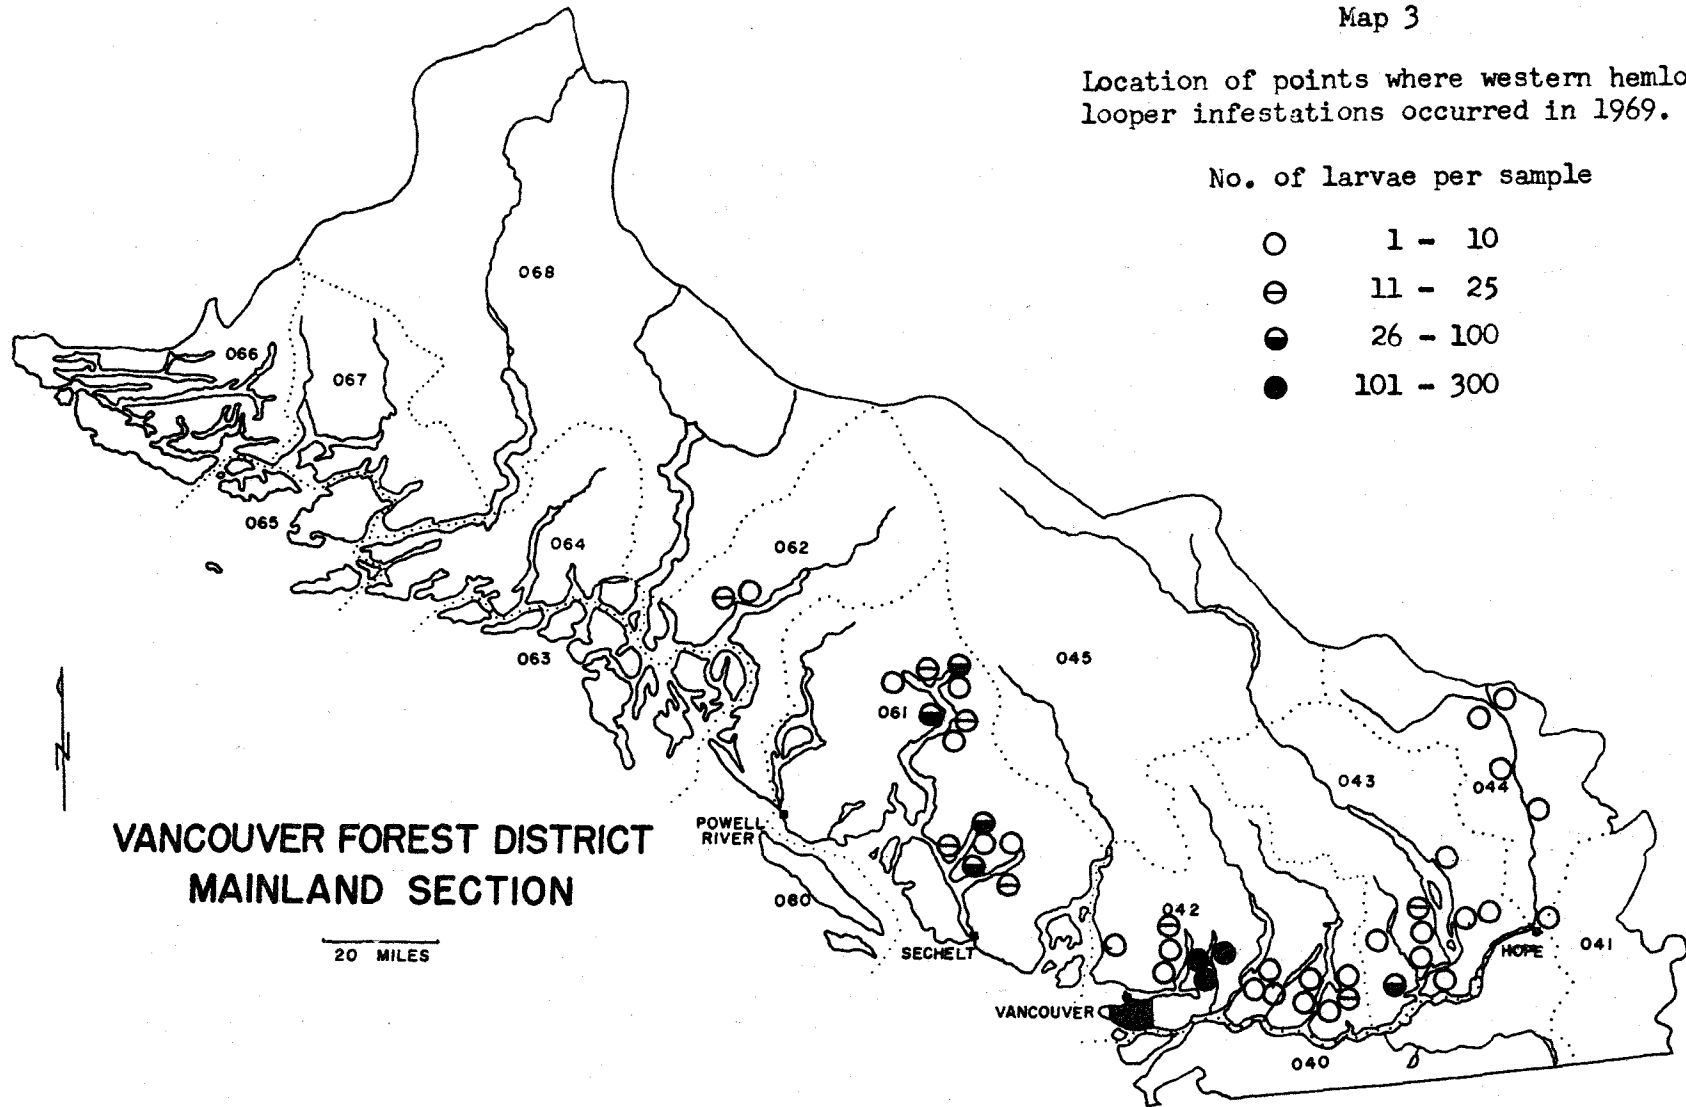 Map 3
Location of points where western hemlo
looper infestations occurred in 1969.
No. of larvae per sample
1 - 10
11 - 25
26 - 100
101 - 300
068
066
067
065
064
062
063
045
061
043
044
POWELL
RIVER
VANCOUVER FOREST DISTRICT
MAINLAND SECTION
20 MILES
080
042
SECHELT
HOPE
041
VANCOUVER
040